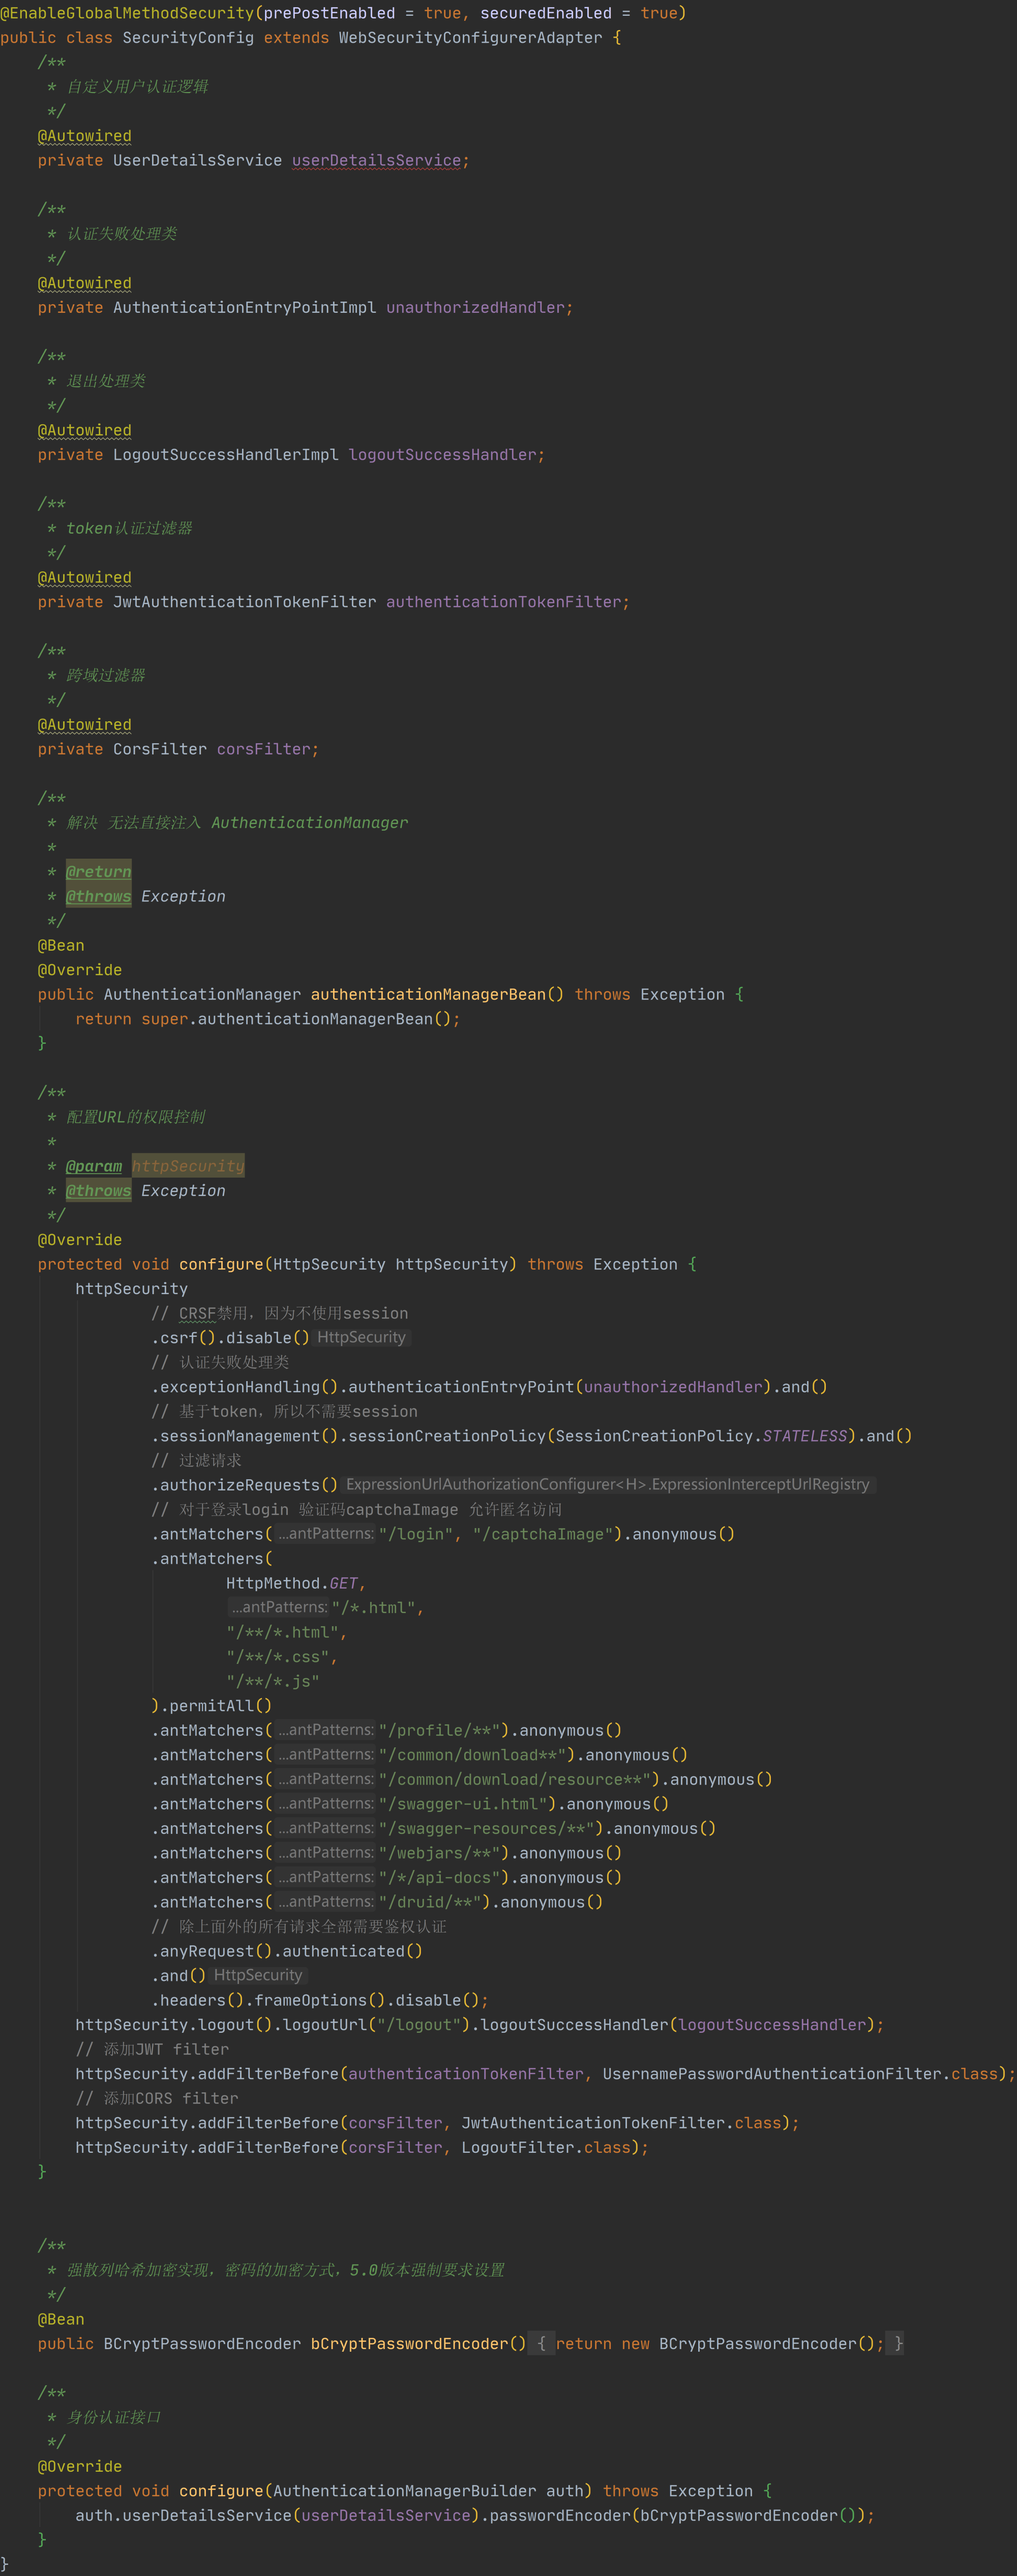 @EnableGlobalMethodSecurity(prePostEnabled = true, securedEnabled = true)
public class SecurityConfig extends WebSecurityConfigurerAdapter {
    /**
     * 自定义用户认证逻辑
     */
    @Autowired
    private UserDetailsService userDetailsService;

    /**
     * 认证失败处理类
     */
    @Autowired
    private AuthenticationEntryPointImpl unauthorizedHandler;

    /**
     * 退出处理类
     */
    @Autowired
    private LogoutSuccessHandlerImpl logoutSuccessHandler;

    /**
     * token认证过滤器
     */
    @Autowired
    private JwtAuthenticationTokenFilter authenticationTokenFilter;

    /**
     * 跨域过滤器
     */
    @Autowired
    private CorsFilter corsFilter;

    /**
     * 解决 无法直接注入 AuthenticationManager
     *
     * @return
     * @throws Exception
     */
    @Bean
    @Override
    public AuthenticationManager authenticationManagerBean() throws Exception {
        return super.authenticationManagerBean();
    }

    /**
     * 配置URL的权限控制
     *
     * @param httpSecurity
     * @throws Exception
     */
    @Override
    protected void configure(HttpSecurity httpSecurity) throws Exception {
        httpSecurity
                // CRSF禁用，因为不使用session
                .csrf().disable() HttpSecurity
                // 认证失败处理类
                .exceptionHandling().authenticationEntryPoint(unauthorizedHandler).and()
                // 基于token，所以不需要session
                .sessionManagement().sessionCreationPolicy(SessionCreationPolicy.STATELESS).and()
                // 过滤请求
                .authorizeRequests() ExpressionUrlAuthorizationConfigurer<H>.ExpressionInterceptUrlRegistry
                // 对于登录login 验证码captchaImage 允许匿名访问
                .antMatchers( ...antPatterns: "/login", "/captchaImage").anonymous()
                .antMatchers(
                        HttpMethod.GET,
                        ...antPatterns: "/*.html",
                        "/**/*.html",
                        "/**/*.css",
                        "/**/*.js"
                ).permitAll()
                .antMatchers( ...antPatterns: "/profile/**").anonymous()
                .antMatchers( ...antPatterns: "/common/download**").anonymous()
                .antMatchers( ...antPatterns: "/common/download/resource**").anonymous()
                .antMatchers( ...antPatterns: "/swagger-ui.html").anonymous()
                .antMatchers( ...antPatterns: "/swagger-resources/**").anonymous()
                .antMatchers( ...antPatterns: "/webjars/**").anonymous()
                .antMatchers( ...antPatterns: "/*/api-docs").anonymous()
                .antMatchers( ...antPatterns: "/druid/**").anonymous()
                // 除上面外的所有请求全部需要鉴权认证
                .anyRequest().authenticated()
                .and() HttpSecurity
                .headers().frameOptions().disable();
        httpSecurity.logout().logoutUrl("/logout").logoutSuccessHandler(logoutSuccessHandler);
        // 添加JWT filter
        httpSecurity.addFilterBefore(authenticationTokenFilter, UsernamePasswordAuthenticationFilter.class);
        // 添加CORS filter
        httpSecurity.addFilterBefore(corsFilter, JwtAuthenticationTokenFilter.class);
        httpSecurity.addFilterBefore(corsFilter, LogoutFilter.class);
    }

    /**
     * 强散列哈希加密实现，密码的加密方式，5.0版本强制要求设置
     */
    @Bean
    public BCryptPasswordEncoder bCryptPasswordEncoder() { return new BCryptPasswordEncoder(); }

    /**
     * 身份认证接口
     */
    @Override
    protected void configure(AuthenticationManagerBuilder auth) throws Exception {
        auth.userDetailsService(userDetailsService).passwordEncoder(bCryptPasswordEncoder());
    }
}